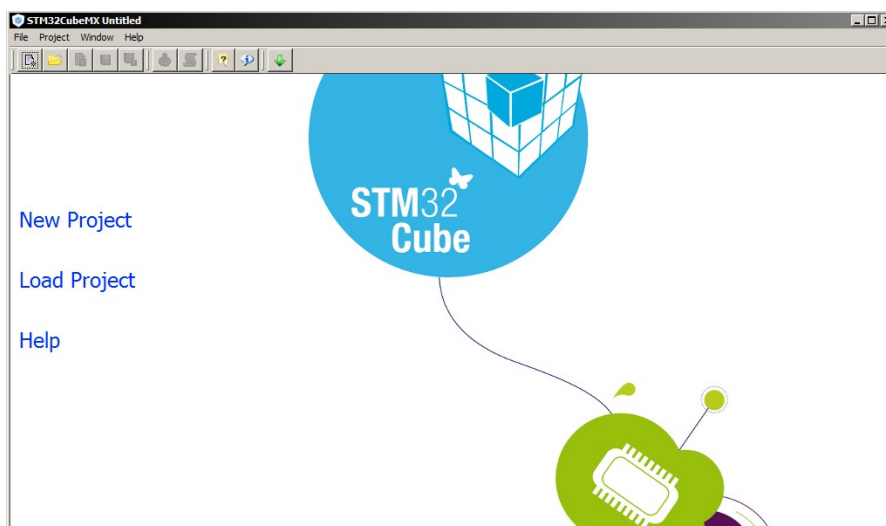 STM32CubeMX Untitled
File Project Window Help
STM32
Cube
New Project
Load Project
Help